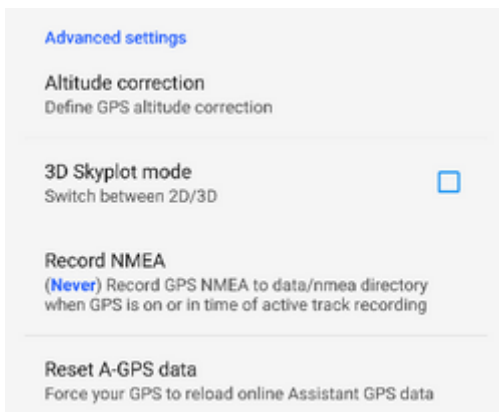 Advanced settings
Altitude correction
Define GPS altitude correction
3D Skyplot mode
Switch between 2D/3D
Record NMEA
(Never) Record GPS NMEA to data/nmea directory
when GPS is on or in time of active track recording
Reset A-GPS data
Force your GPS to reload online Assistant GPS data